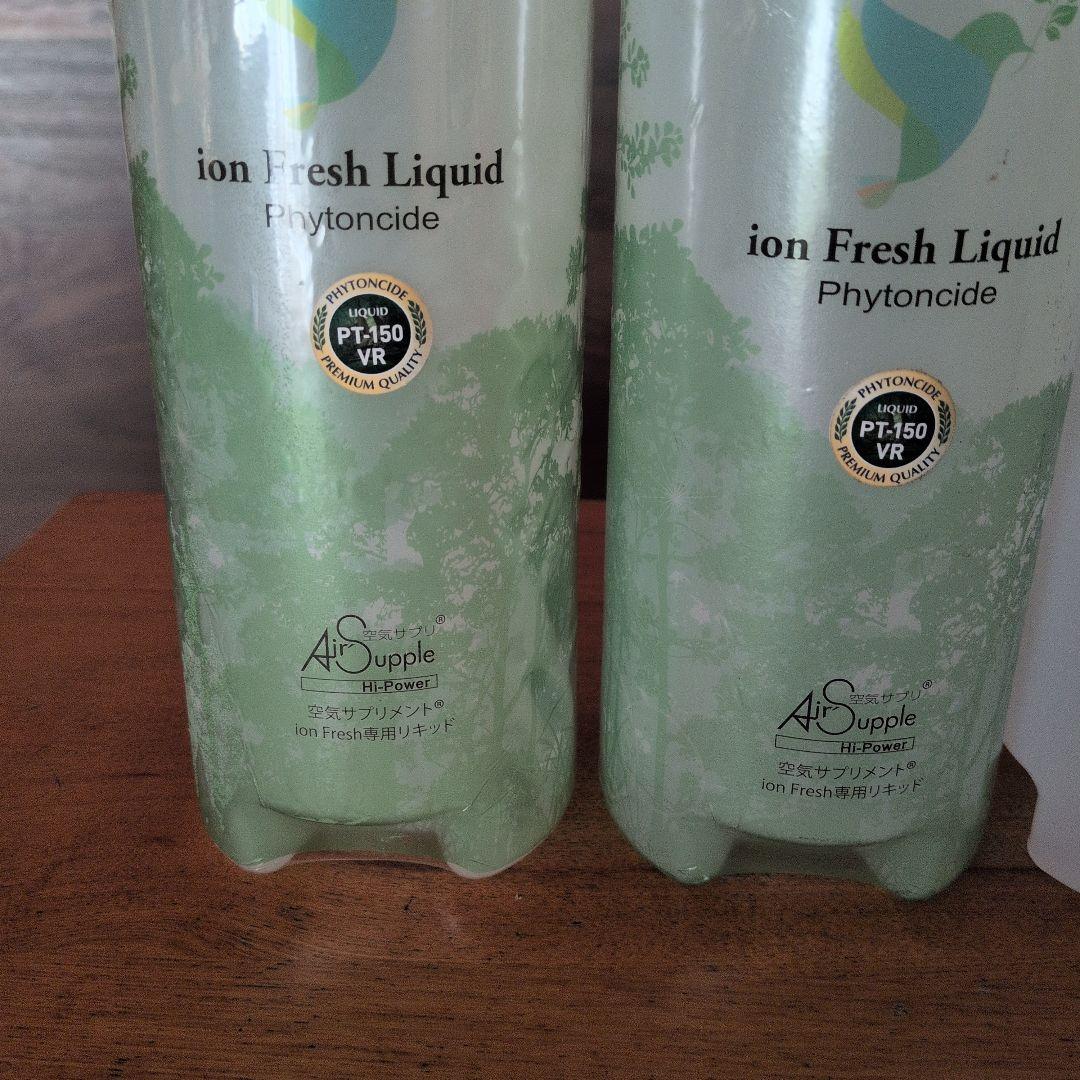 ion Fresh Liquid
Phytoncide
PHYTONCIDE
LIQUID
PT-150
VR
PREMIUM QUALITY
空気サプリ®
AirSupple
Hi-Power
空気サプリメント®
ion Fresh専用リキッド
ion Fresh Liquid
Phytoncide
PHYTONCIDE
LIQUID
PT-150
VR
PREMIUM QUALITY
空気サプリ®
AirSupple
Hi-Power
空気サプリメント®
ion Fresh専用リキッド